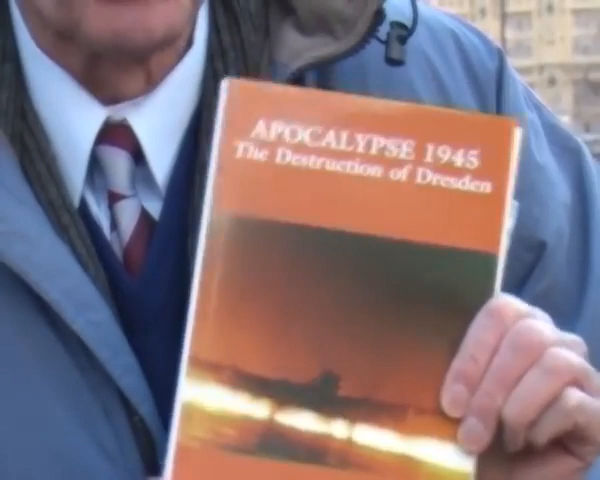 APOCALYPSE 1945
The Destruction of Dresden